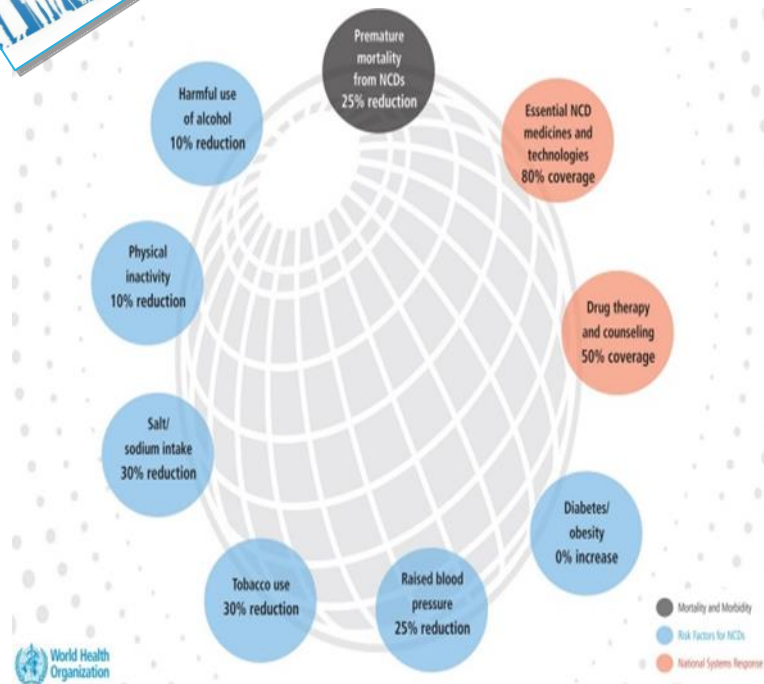 Premature
mortality
from NCDs
25% reduction
Essential NCD
medicines and
technologies
80% coverage
Drug therapy
and counseling
50% coverage
Diabetes/
obesity
0% increase
Raised blood
pressure
25% reduction
Tobacco use
30% reduction
Salt/
sodium intake
30% reduction
Physical
inactivity
10% reduction
Harmful use
of alcohol
10% reduction
Mortality and Morbidity
Risk Factors for NCDs
National Systems Response
World Health
Organization